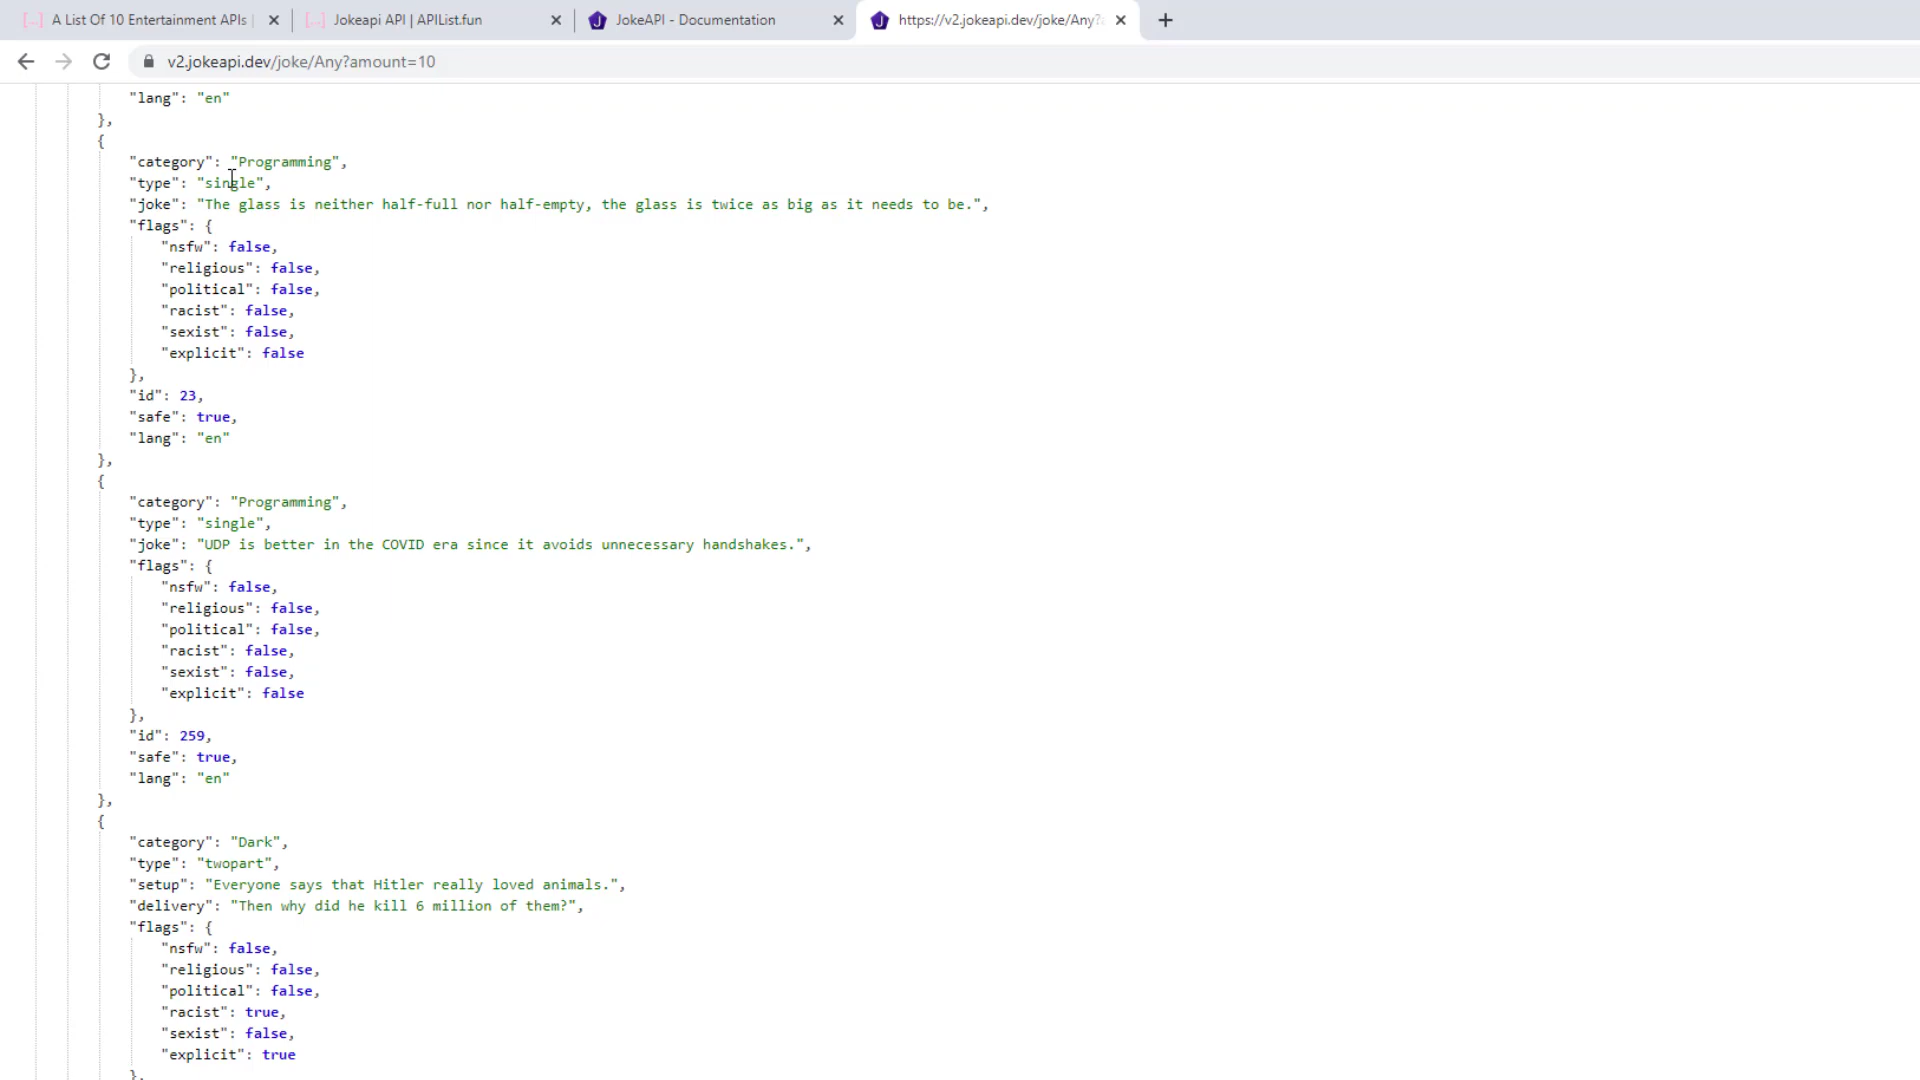 A List Of 10 Entertainment APIs
Jokeapi API | APIList.fun
JokeAPI - Documentation
https://v2.jokeapi.dev/joke/Any?
v2.jokeapi.dev/joke/Any?amount=10
"lang": "en"
},
{
"category": "Programming",
"type": "single",
"joke": "The glass is neither half-full nor half-empty, the glass is twice as big as it needs to be.",
"flags": {
"nsfw": false,
"religious": false,
"political": false,
"racist": false,
"sexist": false,
"explicit": false
},
"id": 23,
"safe": true,
"lang": "en"
},
{
"category": "Programming",
"type": "single",
"joke": "UDP is better in the COVID era since it avoids unnecessary handshakes.",
"flags": {
"nsfw": false,
"religious": false,
"political": false,
"racist": false,
"sexist": false,
"explicit": false
},
"id": 259,
"safe": true,
"lang": "en"
},
{
"category": "Dark",
"type": "twopart",
"setup": "Everyone says that Hitler really loved animals.",
"delivery": "Then why did he kill 6 million of them?",
"flags": {
"nsfw": false,
"religious": false,
"political": false,
"racist": true,
"sexist": false,
"explicit": true
},